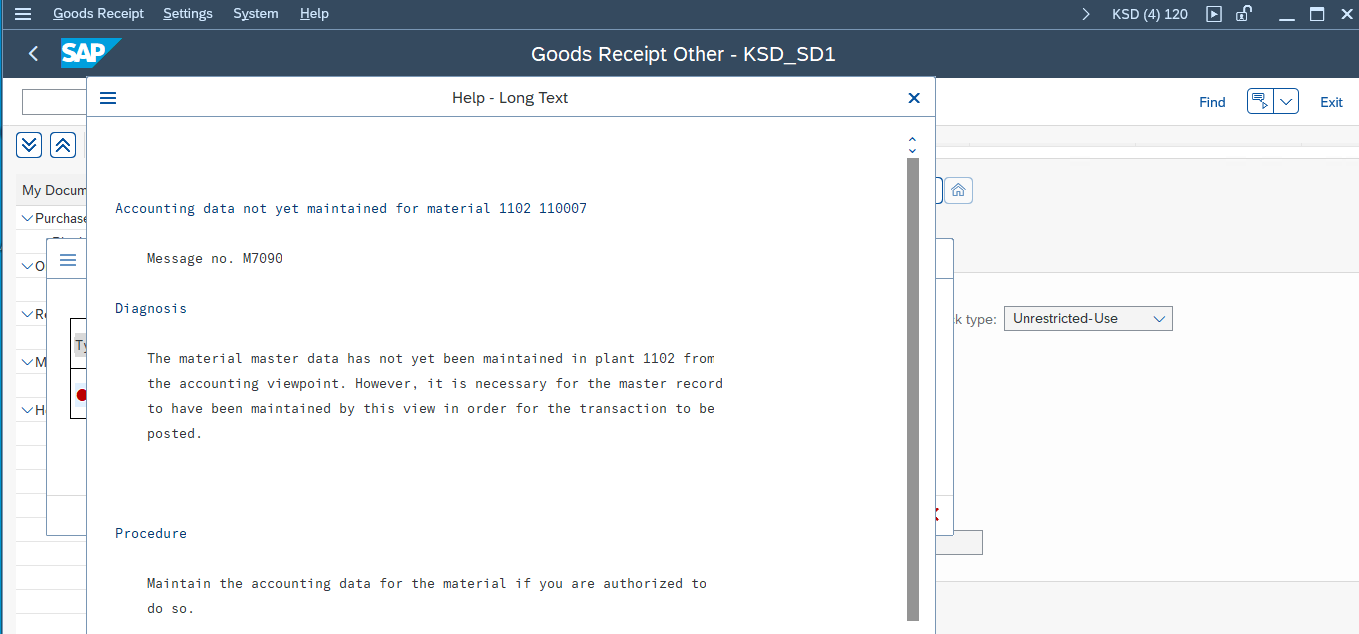 Goods Receipt Settings System Help KSD (4) 120
SAP Goods Receipt Other - KSD_SD1
Help - Long Text
Find Exit
My Docum
Purchase
O
Re
M
H
Ty
k type: Unrestricted-Use
Accounting data not yet maintained for material 1102 110007
Message no. M7090
Diagnosis
The material master data has not yet been maintained in plant 1102 from
the accounting viewpoint. However, it is necessary for the master record
to have been maintained by this view in order for the transaction to be
posted.
Procedure
Maintain the accounting data for the material if you are authorized to
do so.